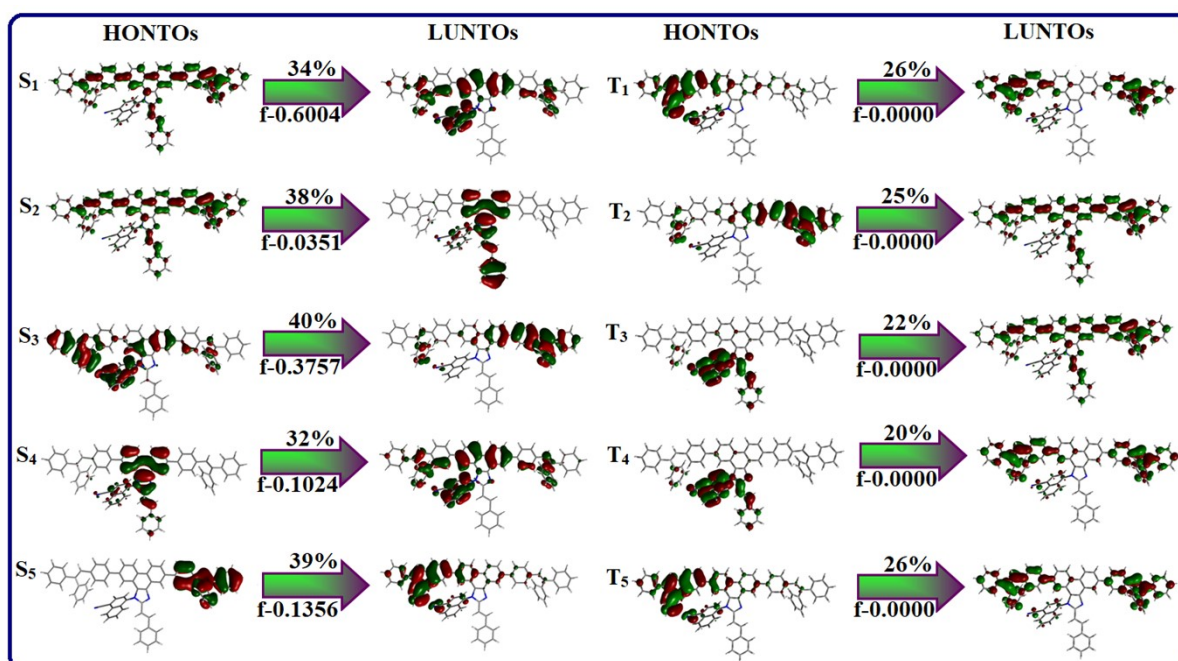 HONTOs LUNTOs HONTOs LUNTOs
S1 34% f-0.6004 T1 26% f-0.0000
S2 38% f-0.0351 T2 25% f-0.0000
S3 40% f-0.3757 T3 22% f-0.0000
S4 32% f-0.1024 T4 20% f-0.0000
S5 39% f-0.1356 T5 26% f-0.0000